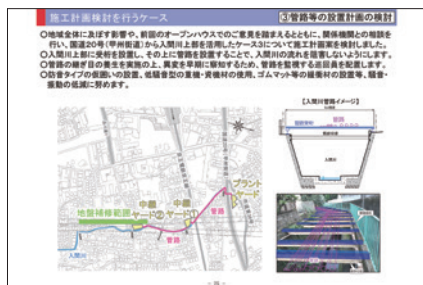 施工計画検討を行うケース
③管路等の設置計画の検討
○地域全体に及ぼす影響や、前回のオープンハウスでのご意見を踏まえるとともに、関係機関との相談を
行い、国道20号(甲州街道)から入間川上部を活用したケース3について施工計画案を検討しました。
○入間川上部に受桁を設置し、その上に管路を設置することで、入間川の流れを阻害しないようにします。
○管路の継ぎ目の養生を実施の上、異変を早期に察知するため、管路を監視する巡回員を配置します。
○防音タイプの仮囲いの設置、低騒音型の重機・資機材の使用、ゴムマット等の緩衝材の設置等、騒音・
振動の低減に努めます。
【入間川管路イメージ】
入間川
プラント
ヤード
中継
ヤード①
中継
ヤード②
管路
地盤補修範囲
管路
入間川